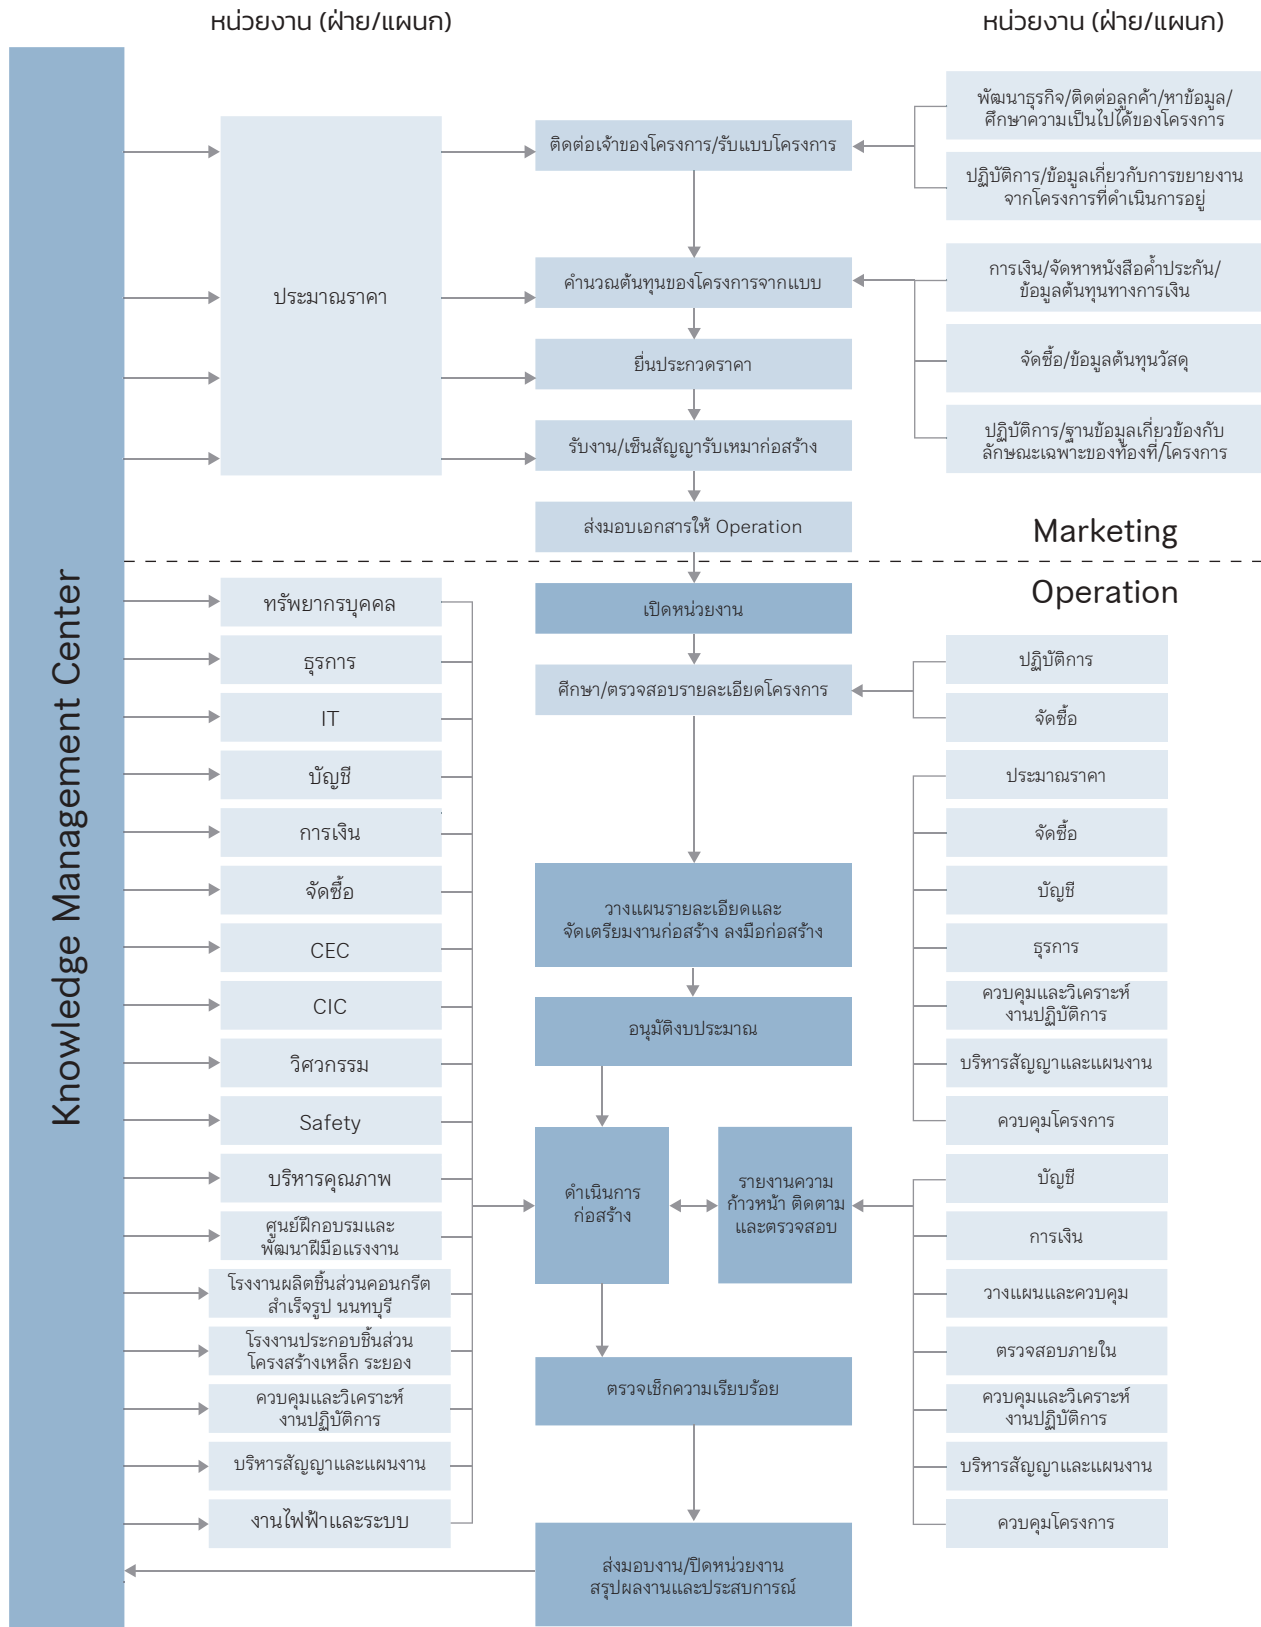 หน่วยงาน (ฝ่าย/แผนก)
หน่วยงาน (ฝ่าย/แผนก)
Knowledge Management Center
ประมาณราคา
ติดต่อเจ้าของโครงการ/รับแบบโครงการ
คำนวณต้นทุนของโครงการจากแบบ
ยื่นประกวดราคา
รับงาน/เซ็นสัญญารับเหมาก่อสร้าง
ส่งมอบเอกสารให้ Operation
พัฒนาธุรกิจ/ติดต่อลูกค้า/หาข้อมูล/
ศึกษาความเป็นไปได้ของโครงการ
ปฏิบัติการ/ข้อมูลเกี่ยวกับการขยายงาน
จากโครงการที่ดำเนินการอยู่
การเงิน/จัดหาหนังสือค้ำประกัน/
ข้อมูลต้นทุนทางการเงิน
จัดซื้อ/ข้อมูลต้นทุนวัสดุ
ปฏิบัติการ/ฐานข้อมูลเกี่ยวข้องกับ
ลักษณะเฉพาะของท้องที่/โครงการ
Marketing
Operation
ทรัพยากรบุคคล
ธุรการ
IT
บัญชี
การเงิน
จัดซื้อ
CEC
CIC
วิศวกรรม
Safety
บริหารคุณภาพ
ศูนย์ฝึกอบรมและ
พัฒนาฝีมือแรงงาน
โรงงานผลิตชิ้นส่วนคอนกรีต
สำเร็จรูป นนทบุรี
โรงงานประกอบชิ้นส่วน
โครงสร้างเหล็ก ระยอง
ควบคุมและวิเคราะห์
งานปฏิบัติการ
บริหารสัญญาและแผนงาน
งานไฟฟ้าและระบบ
เปิดหน่วยงาน
ศึกษา/ตรวจสอบรายละเอียดโครงการ
วางแผนรายละเอียดและ
จัดเตรียมงานก่อสร้าง ลงมือก่อสร้าง
อนุมัติงบประมาณ
ดำเนินการ
ก่อสร้าง
รายงานความ
ก้าวหน้า ติดตาม
และตรวจสอบ
ตรวจเช็กความเรียบร้อย
ส่งมอบงาน/ปิดหน่วยงาน
สรุปผลงานและประสบการณ์
ปฏิบัติการ
จัดซื้อ
ประมาณราคา
จัดซื้อ
บัญชี
ธุรการ
ควบคุมและวิเคราะห์
งานปฏิบัติการ
บริหารสัญญาและแผนงาน
ควบคุมโครงการ
บัญชี
การเงิน
วางแผนและควบคุม
ตรวจสอบภายใน
ควบคุมและวิเคราะห์
งานปฏิบัติการ
บริหารสัญญาและแผนงาน
ควบคุมโครงการ